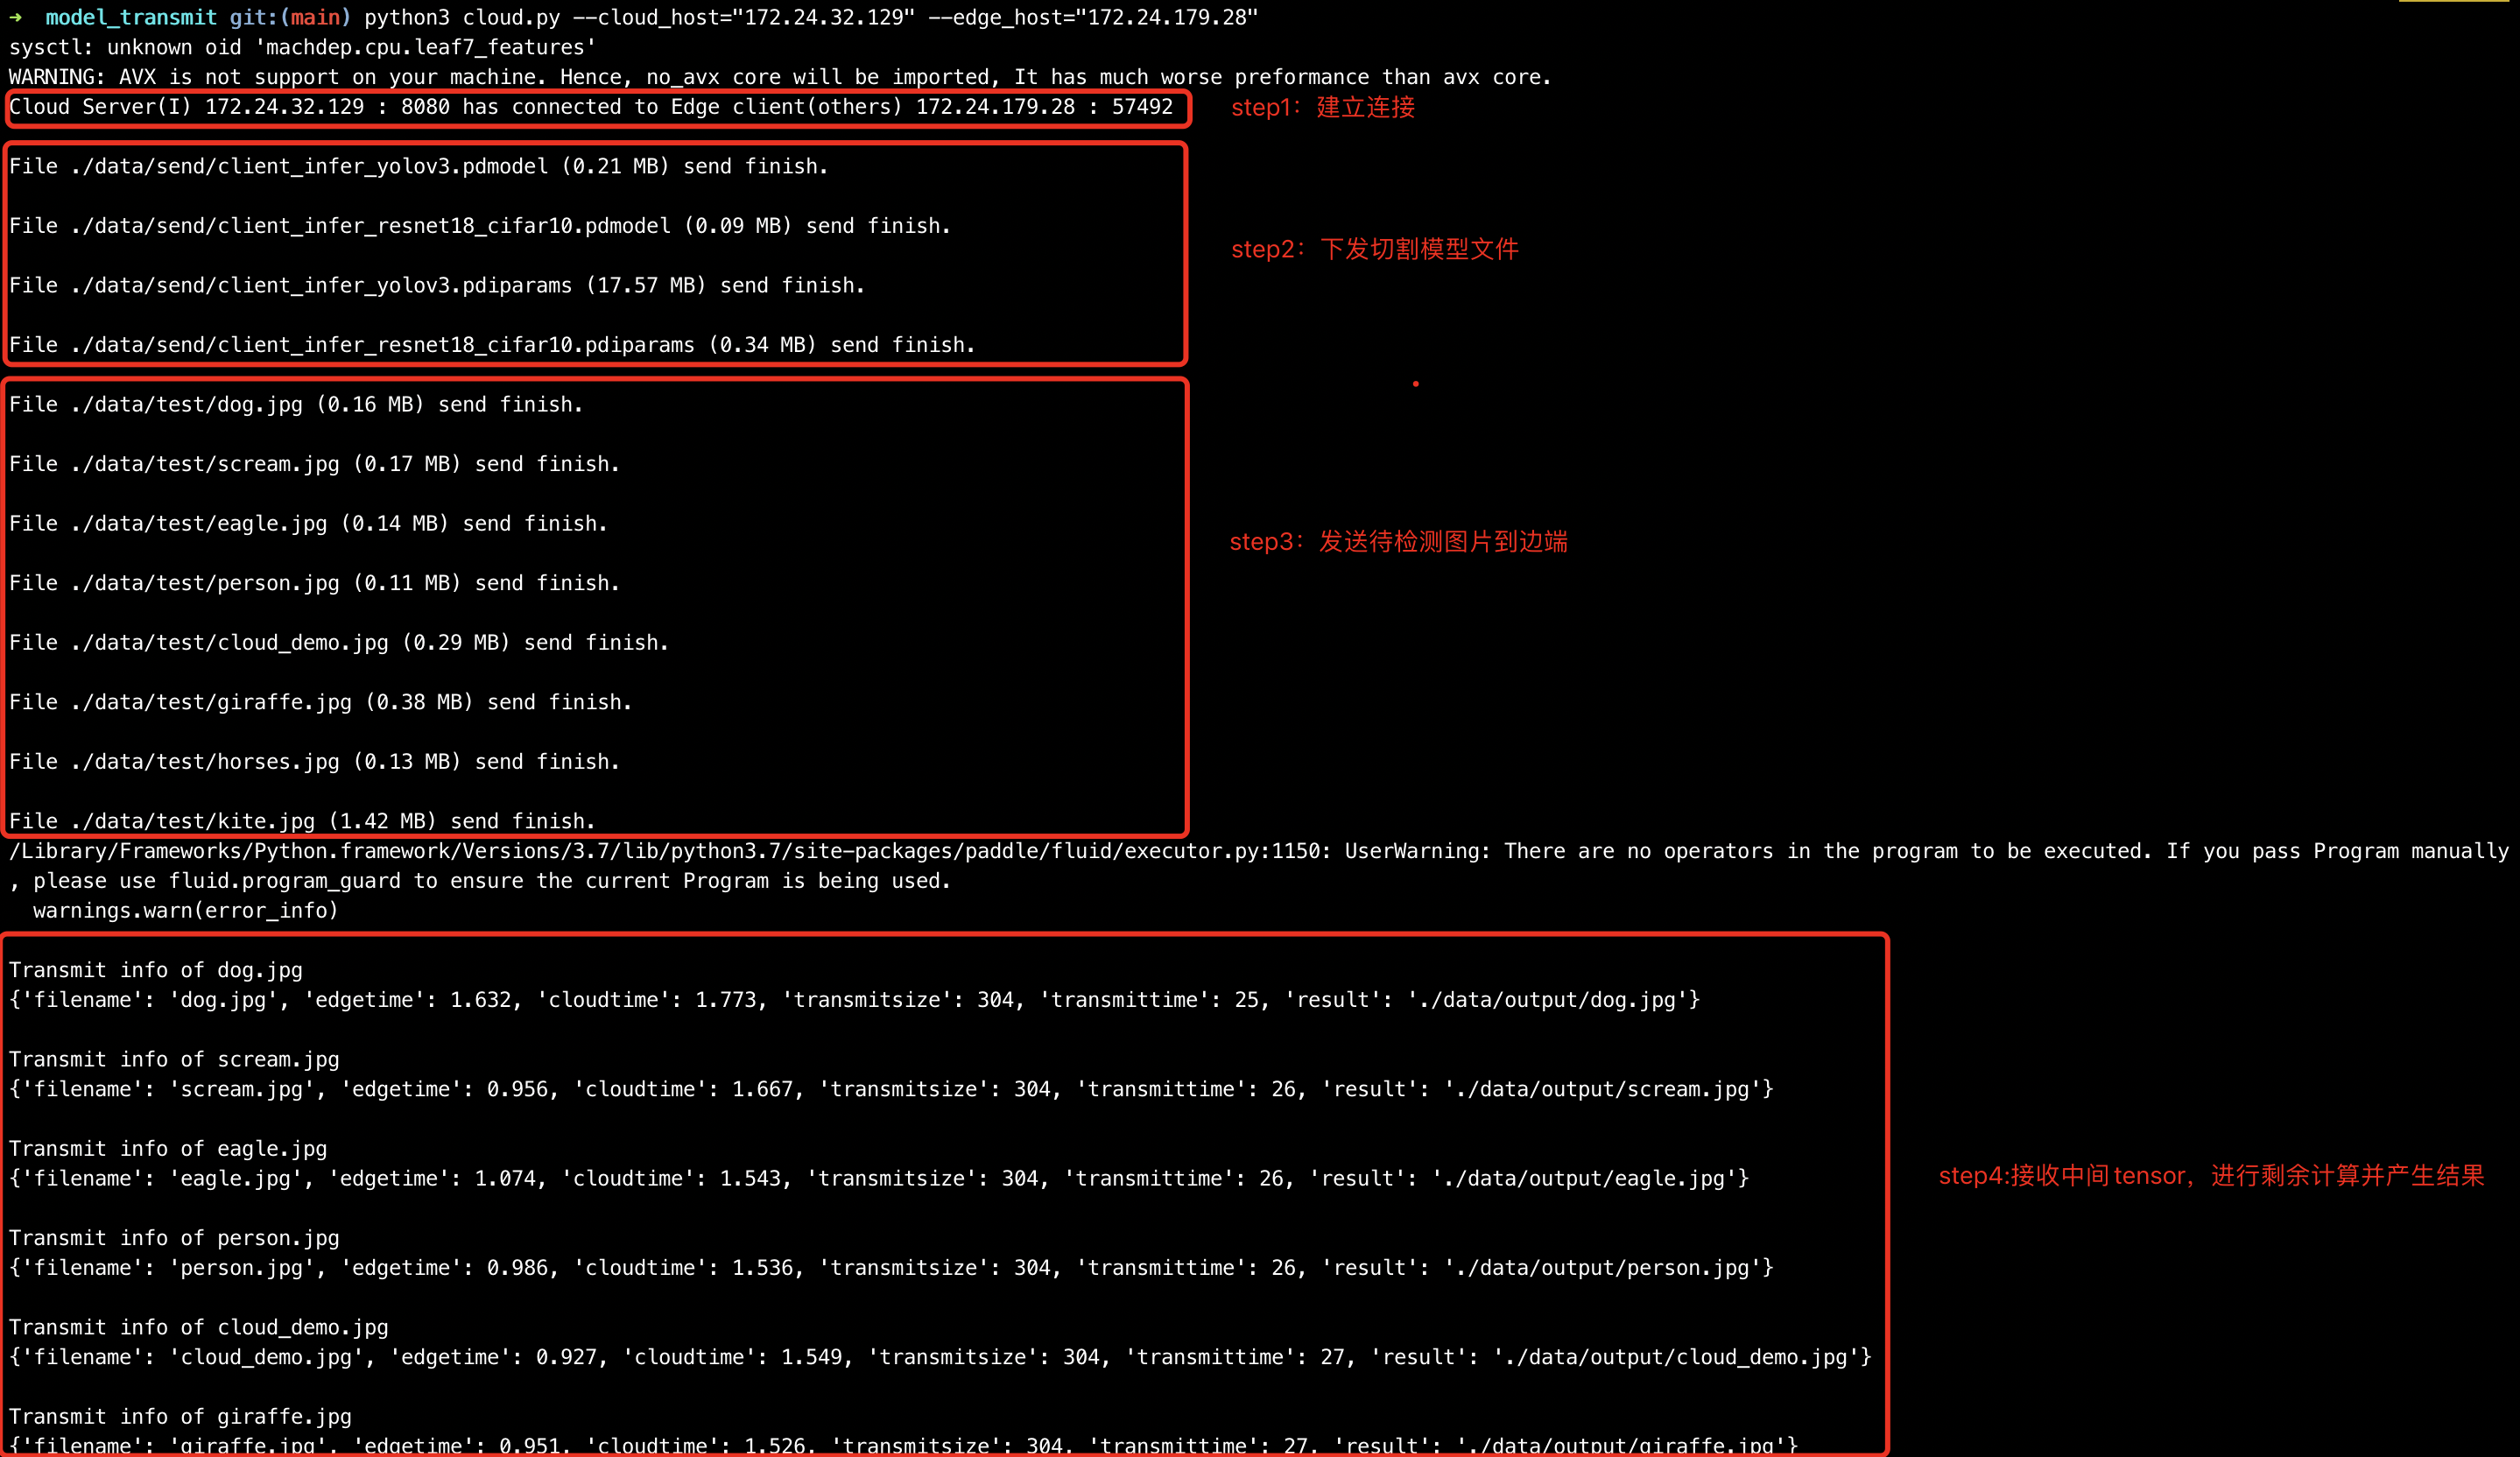 ➜  model_transmit git:(main) python3 cloud.py --cloud_host="172.24.32.129" --edge_host="172.24.179.28"
sysctl: unknown oid 'machdep.cpu.leaf7_features'
WARNING: AVX is not support on your machine. Hence, no_avx core will be imported, It has much worse preformance than avx core.
Cloud Server(I) 172.24.32.129 : 8080 has connected to Edge client(others) 172.24.179.28 : 57492
step1：建立连接
File ./data/send/client_infer_yolov3.pdmodel (0.21 MB) send finish.
File ./data/send/client_infer_resnet18_cifar10.pdmodel (0.09 MB) send finish.
step2：下发切割模型文件
File ./data/send/client_infer_yolov3.pdiparams (17.57 MB) send finish.
File ./data/send/client_infer_resnet18_cifar10.pdiparams (0.34 MB) send finish.
File ./data/test/dog.jpg (0.16 MB) send finish.
File ./data/test/scream.jpg (0.17 MB) send finish.
File ./data/test/eagle.jpg (0.14 MB) send finish.
step3：发送待检测图片到边端
File ./data/test/person.jpg (0.11 MB) send finish.
File ./data/test/cloud_demo.jpg (0.29 MB) send finish.
File ./data/test/giraffe.jpg (0.38 MB) send finish.
File ./data/test/horses.jpg (0.13 MB) send finish.
File ./data/test/kite.jpg (1.42 MB) send finish.
/Library/Frameworks/Python.framework/Versions/3.7/lib/python3.7/site-packages/paddle/fluid/executor.py:1150: UserWarning: There are no operators in the program to be executed. If you pass Program manually
, please use fluid.program_guard to ensure the current Program is being used.
warnings.warn(error_info)
Transmit info of dog.jpg
{'filename': 'dog.jpg', 'edgetime': 1.632, 'cloudtime': 1.773, 'transmitsize': 304, 'transmittime': 25, 'result': './data/output/dog.jpg'}
Transmit info of scream.jpg
{'filename': 'scream.jpg', 'edgetime': 0.956, 'cloudtime': 1.667, 'transmitsize': 304, 'transmittime': 26, 'result': './data/output/scream.jpg'}
Transmit info of eagle.jpg
{'filename': 'eagle.jpg', 'edgetime': 1.074, 'cloudtime': 1.543, 'transmitsize': 304, 'transmittime': 26, 'result': './data/output/eagle.jpg'}
step4:接收中间tensor，进行剩余计算并产生结果
Transmit info of person.jpg
{'filename': 'person.jpg', 'edgetime': 0.986, 'cloudtime': 1.536, 'transmitsize': 304, 'transmittime': 26, 'result': './data/output/person.jpg'}
Transmit info of cloud_demo.jpg
{'filename': 'cloud_demo.jpg', 'edgetime': 0.927, 'cloudtime': 1.549, 'transmitsize': 304, 'transmittime': 27, 'result': './data/output/cloud_demo.jpg'}
Transmit info of giraffe.jpg
{'filename': 'giraffe.jpg', 'edgetime': 0.951, 'cloudtime': 1.526, 'transmitsize': 304, 'transmittime': 27, 'result': './data/output/giraffe.jpg'}